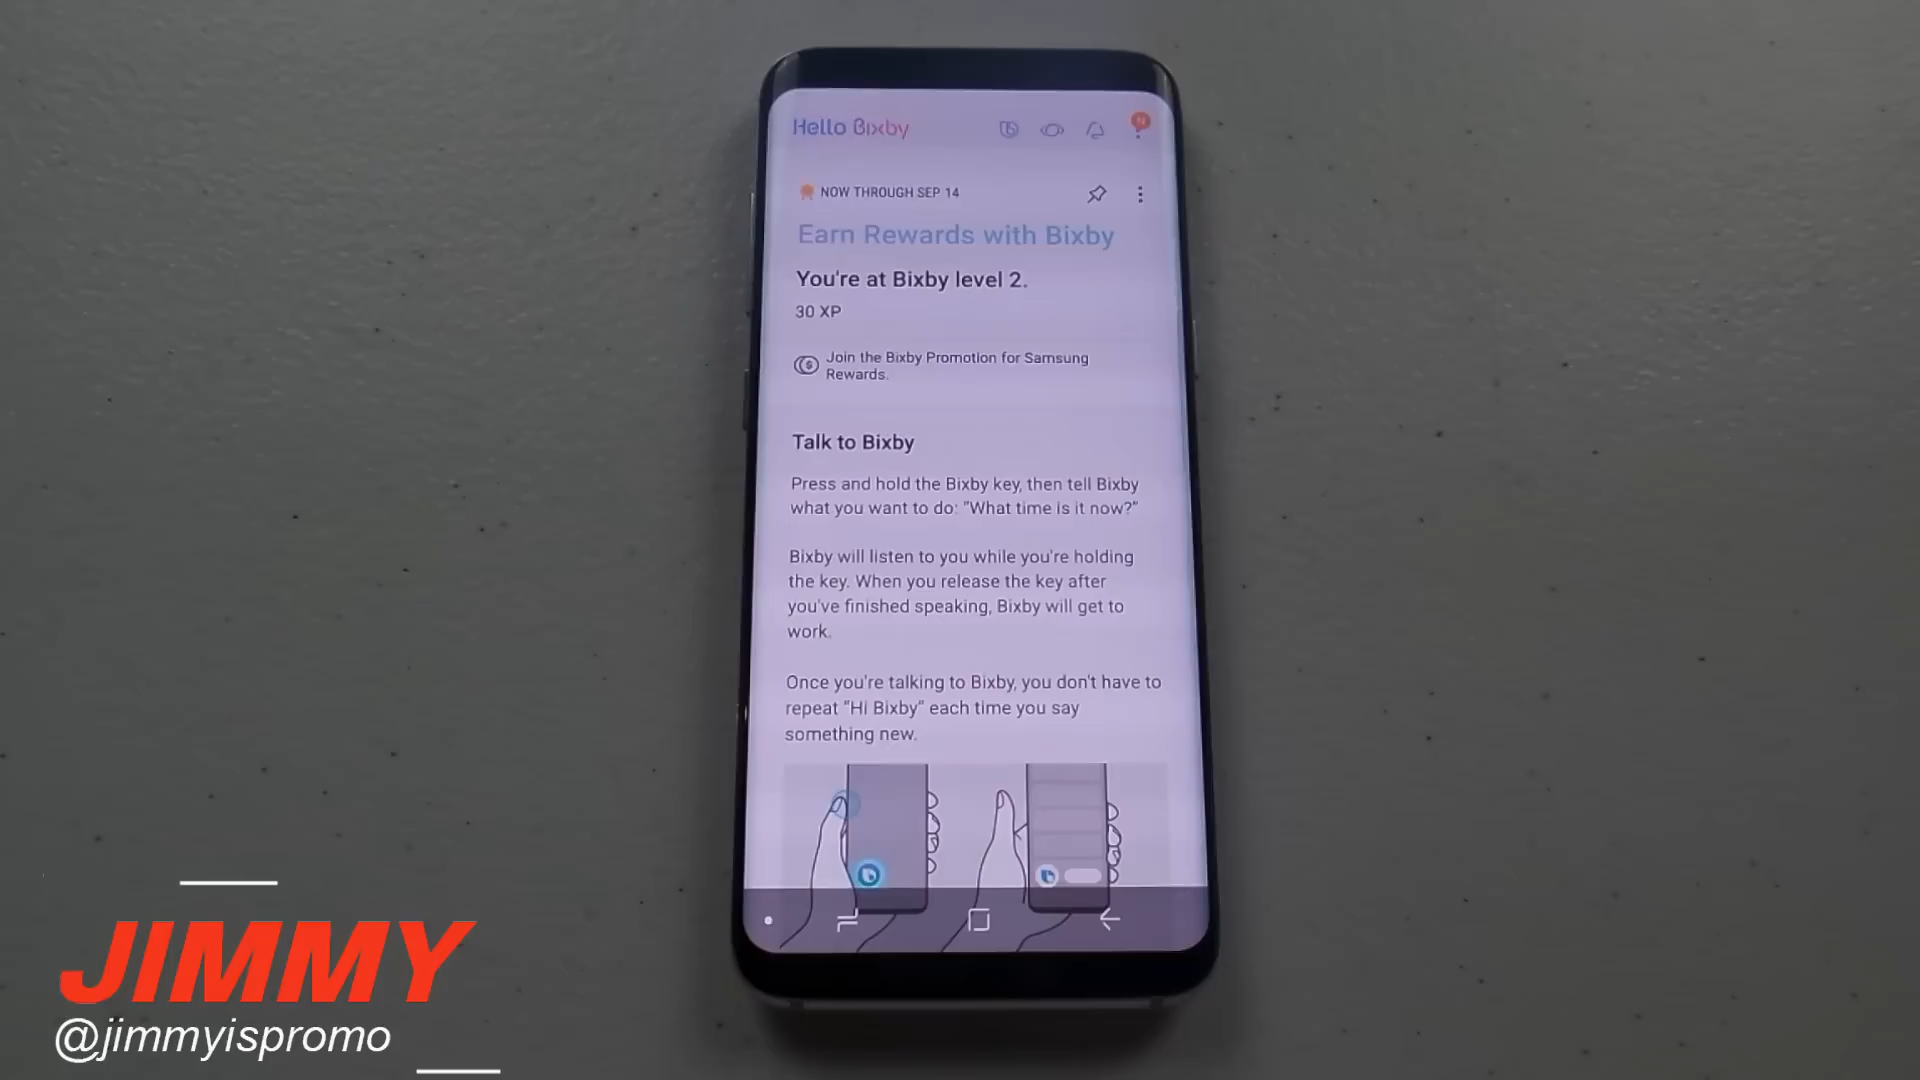 Hello Bixby
N
NOW THROUGH SEP 14
Earn Rewards with Bixby
You're at Bixby level 2.
30 XP
Join the Bixby Promotion for Samsung
Rewards.
Talk to Bixby
Press and hold the Bixby key, then tell Bixby
what you want to do: "What time is it now?"
Bixby will listen to you while you're holding
the key. When you release the key after
you've finished speaking, Bixby will get to
work.
Once you're talking to Bixby, you don't have to
repeat "Hi Bixby" each time you say
something new.
JIMMY
@jimmyispromo